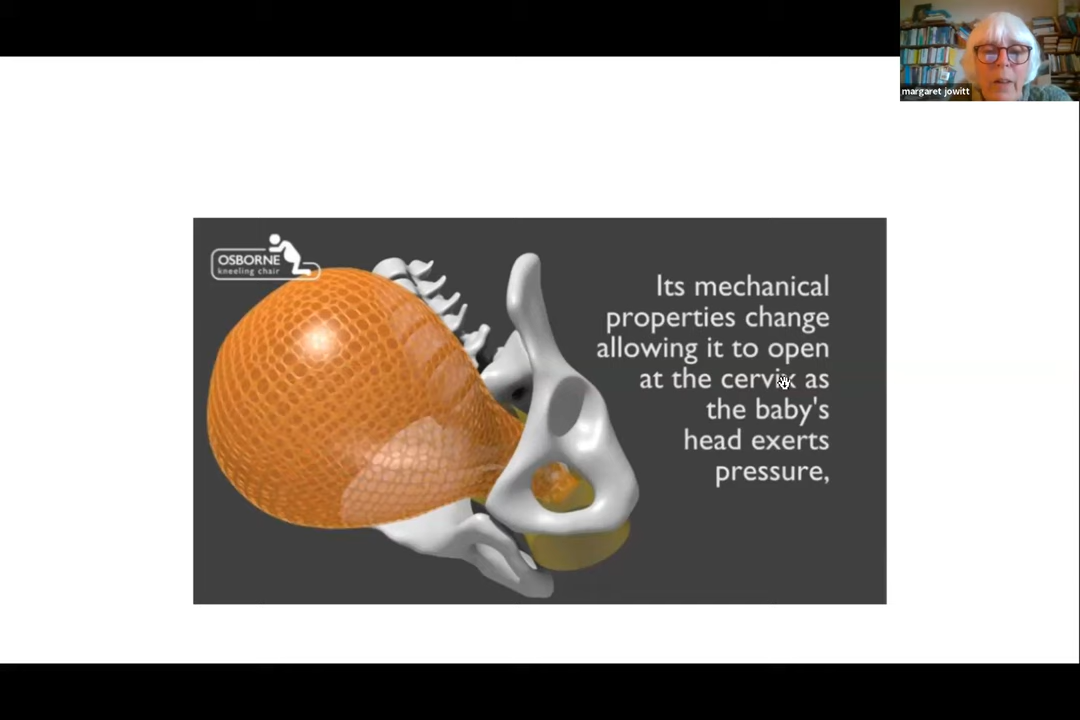 margaret jowitt
OSBORNE
kneeling chair
Its mechanical
properties change
allowing it to open
at the cervix as
the baby's
head exerts
pressure,